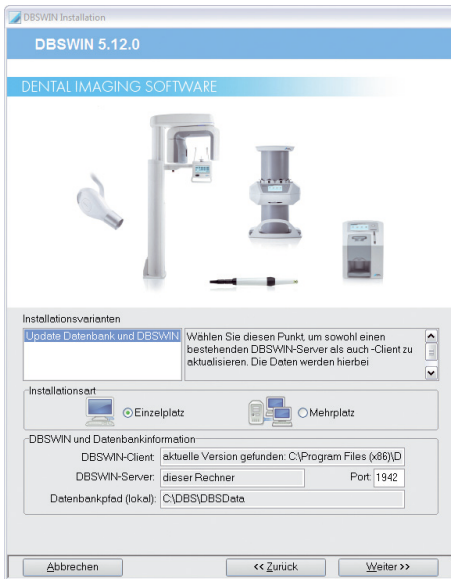 DBSWIN Installation
DBSWIN 5.12.0
DENTAL IMAGING SOFTWARE
Installationsvarianten
Update Datenbank und DBSWIN
Wählen Sie diesen Punkt, um sowohl einen
bestehenden DBSWIN-Server als auch -Client zu
aktualisieren. Die Daten werden hierbei
Installationsart
Einzelplatz
Mehrplatz
DBSWIN und Datenbankinformation
DBSWIN-Client: aktuelle Version gefunden: C:\Program Files (x86)\D
DBSWIN-Server: dieser Rechner Port: 1942
Datenbankpfad (lokal): C:\DBS\DBSData
Abbrechen << Zurück Weiter >>